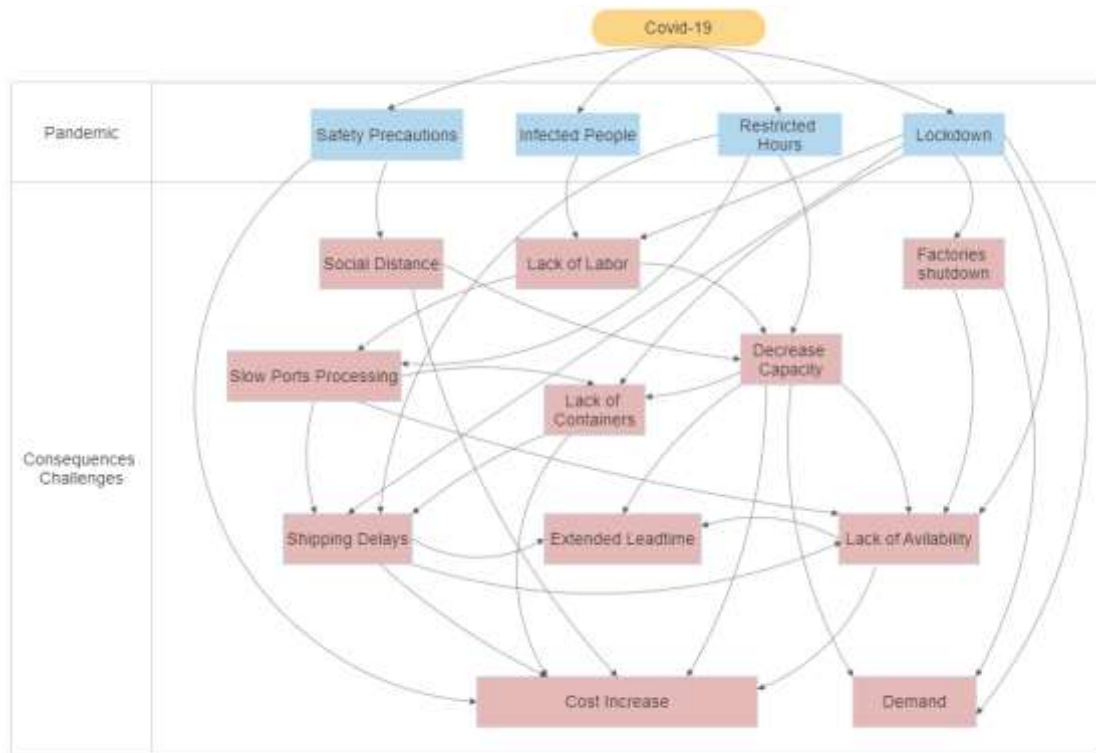 Covid-19
Pandemic
Safety Precautions
Infected People
Restricted
Hours
Lockdown
Consequences
Challenges
Social Distance
Lack of Labor
Factories
shutdown
Slow Ports Processing
Decrease
Capacity
Lack of
Containers
Shipping Delays
Extended Leadtime
Lack of Avilability
Cost Increase
Demand